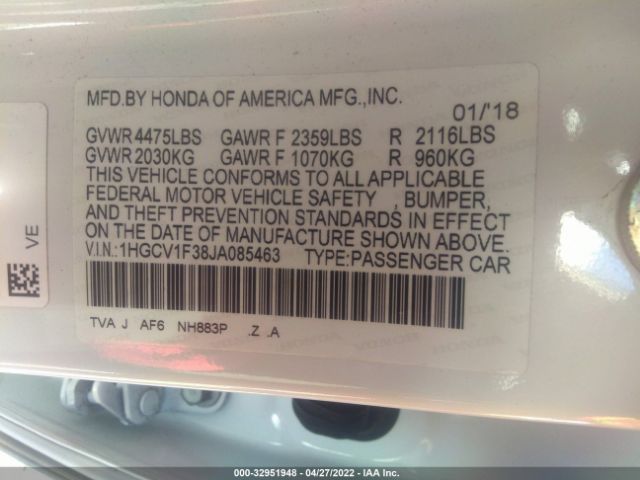 MFD.BY HONDA OF AMERICA MFG.,INC.
01/'18
GVWR 4475LBS GAWR F 2359LBS R 2116LBS
GVWR 2030KG GAWR F 1070KG R 960KG
THIS VEHICLE CONFORMS TO ALL APPLICABLE
FEDERAL MOTOR VEHICLE SAFETY , BUMPER,
AND THEFT PREVENTION STANDARDS IN EFFECT
ON THE DATE OF MANUFACTURE SHOWN ABOVE.
V.I.N.:1HGCV1F38JA085463 TYPE:PASSENGER CAR
TVA J AF6 NH883P .Z .A
VE
000-32951948 - 04/27/2022 - IAA Inc.